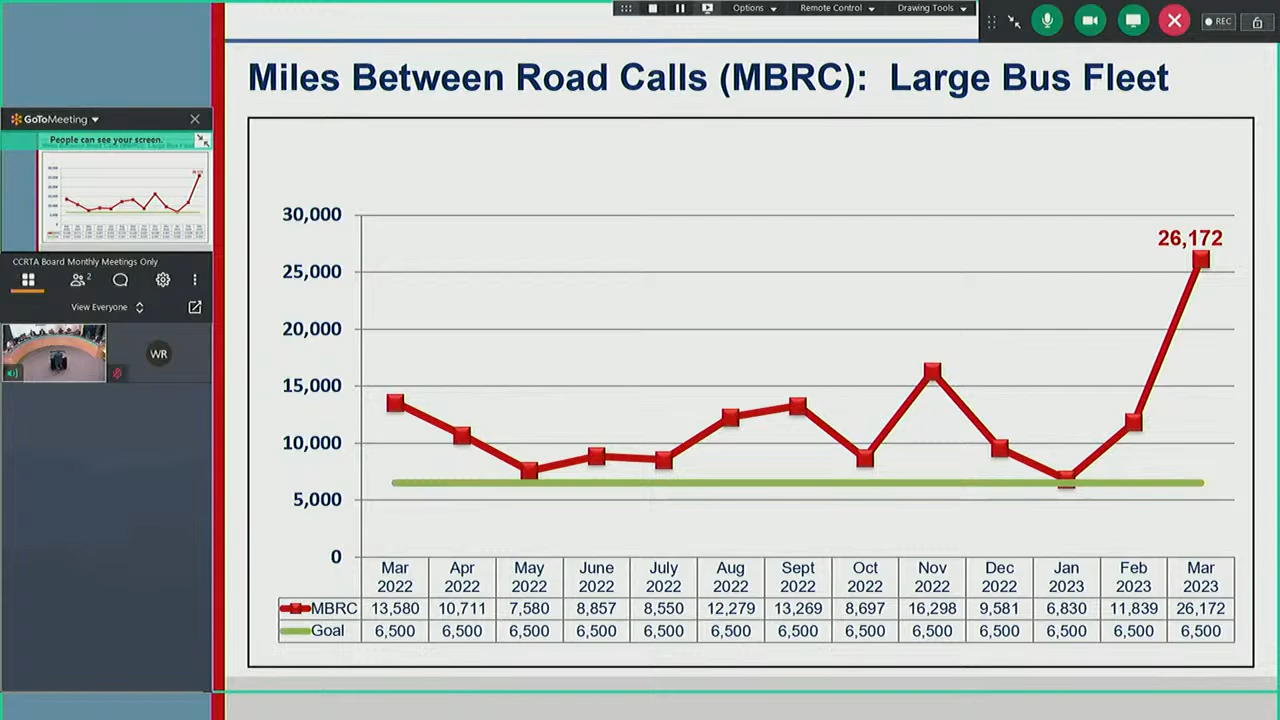 Options
Remote Control
Drawing Tools
REC
GoToMeeting
People can see your screen.
CCRTA Board Monthly Meetings Only
2
View Everyone
WR
Miles Between Road Calls (MBRC): Large Bus Fleet
30,000
25,000
20,000
15,000
10,000
5,000
0
26,172
Mar Apr May June July Aug Sept Oct Nov Dec Jan Feb Mar
2022 2022 2022 2022 2022 2022 2022 2022 2022 2022 2023 2023 2023
MBRC 13,580 10,711 7,580 8,857 8,550 12,279 13,269 8,697 16,298 9,581 6,830 11,839 26,172
Goal 6,500 6,500 6,500 6,500 6,500 6,500 6,500 6,500 6,500 6,500 6,500 6,500 6,500